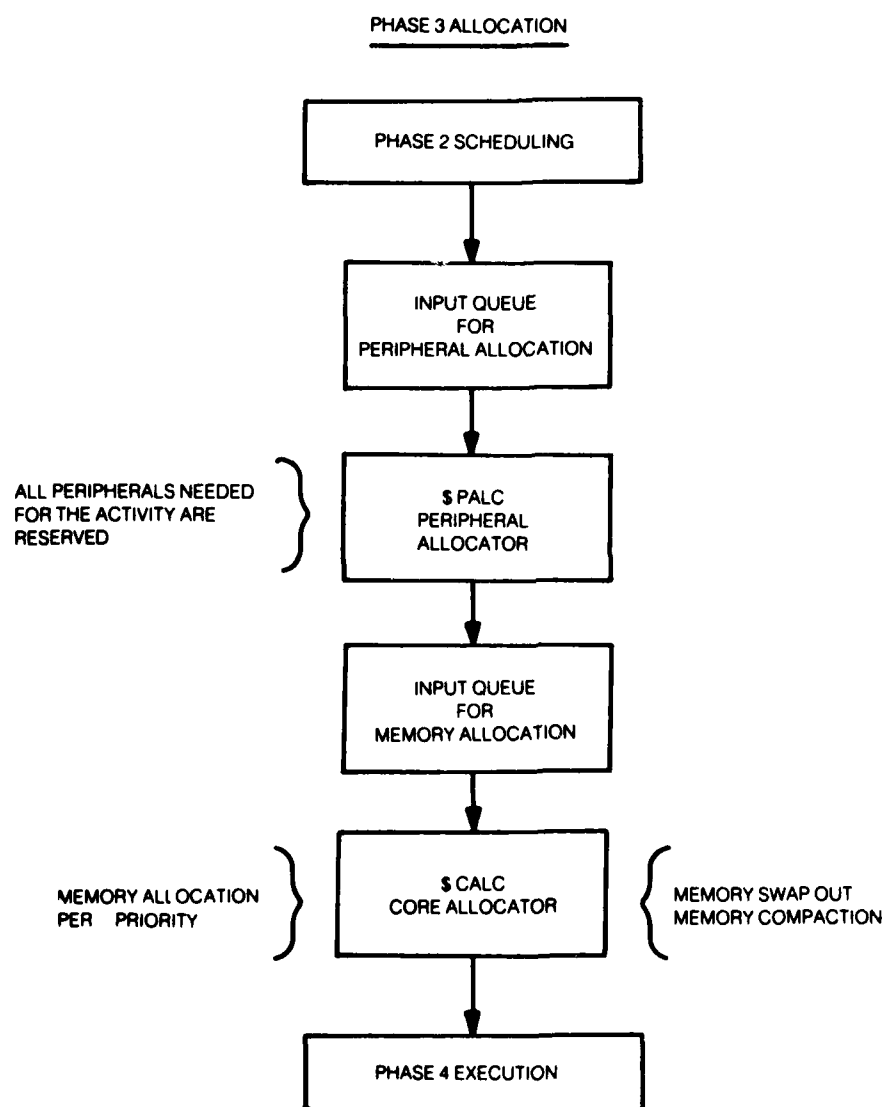 PHASE 3 ALLOCATION
PHASE 2 SCHEDULING
INPUT QUEUE
FOR
PERIPHERAL ALLOCATION
ALL PERIPHERALS NEEDED
FOR THE ACTIVITY ARE
RESERVED
$ PALC
PERIPHERAL
ALLOCATOR
INPUT QUEUE
FOR
MEMORY ALLOCATION
MEMORY ALLOCATION
PER PRIORITY
$ CALC
CORE ALLOCATOR
MEMORY SWAP OUT
MEMORY COMPACTION
PHASE 4 EXECUTION